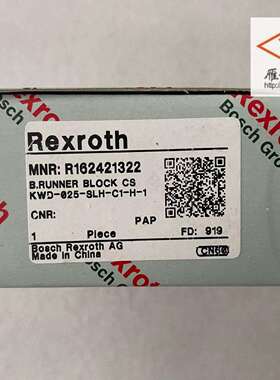 Rexroth
MNR: R162421322
B.RUNNER BLOCK CS
KWD-025-SLH-C1-H-1
CNR:
PAP
1 Piece FD: 919
Bosch Rexroth AG
Made in China
Rexroth
Bosch Group